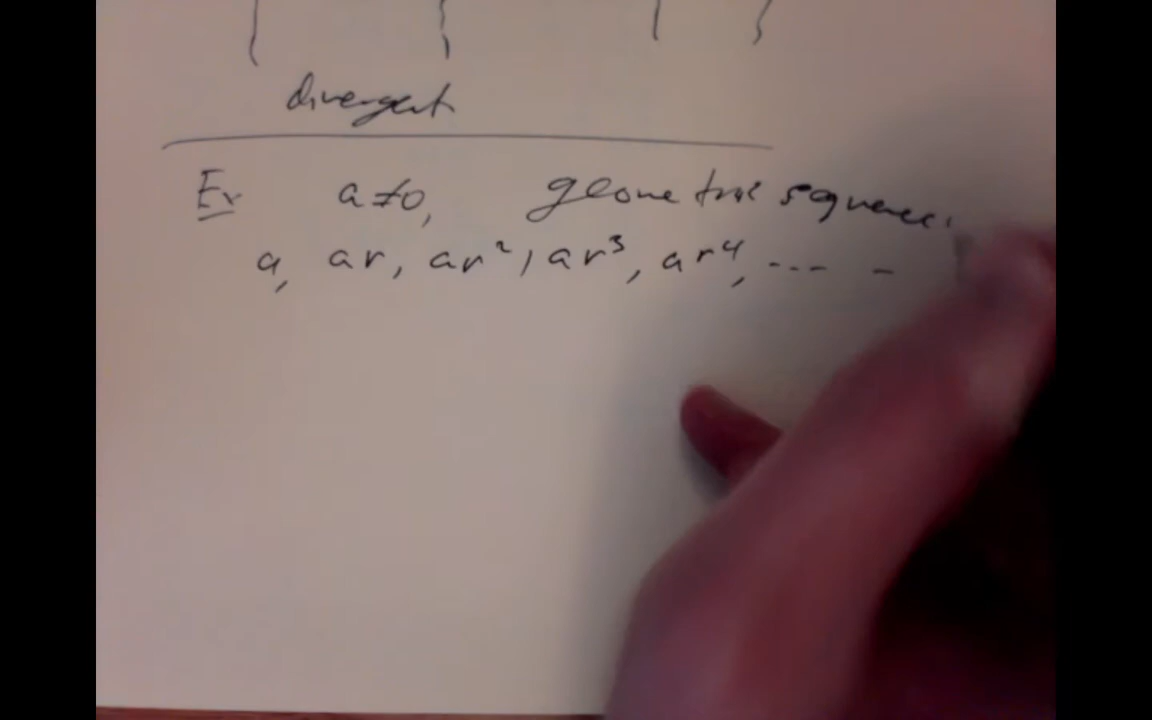 divergent
Ex a≠0, geometric sequence:
a, ar, ar², ar³, ar⁴, --- -